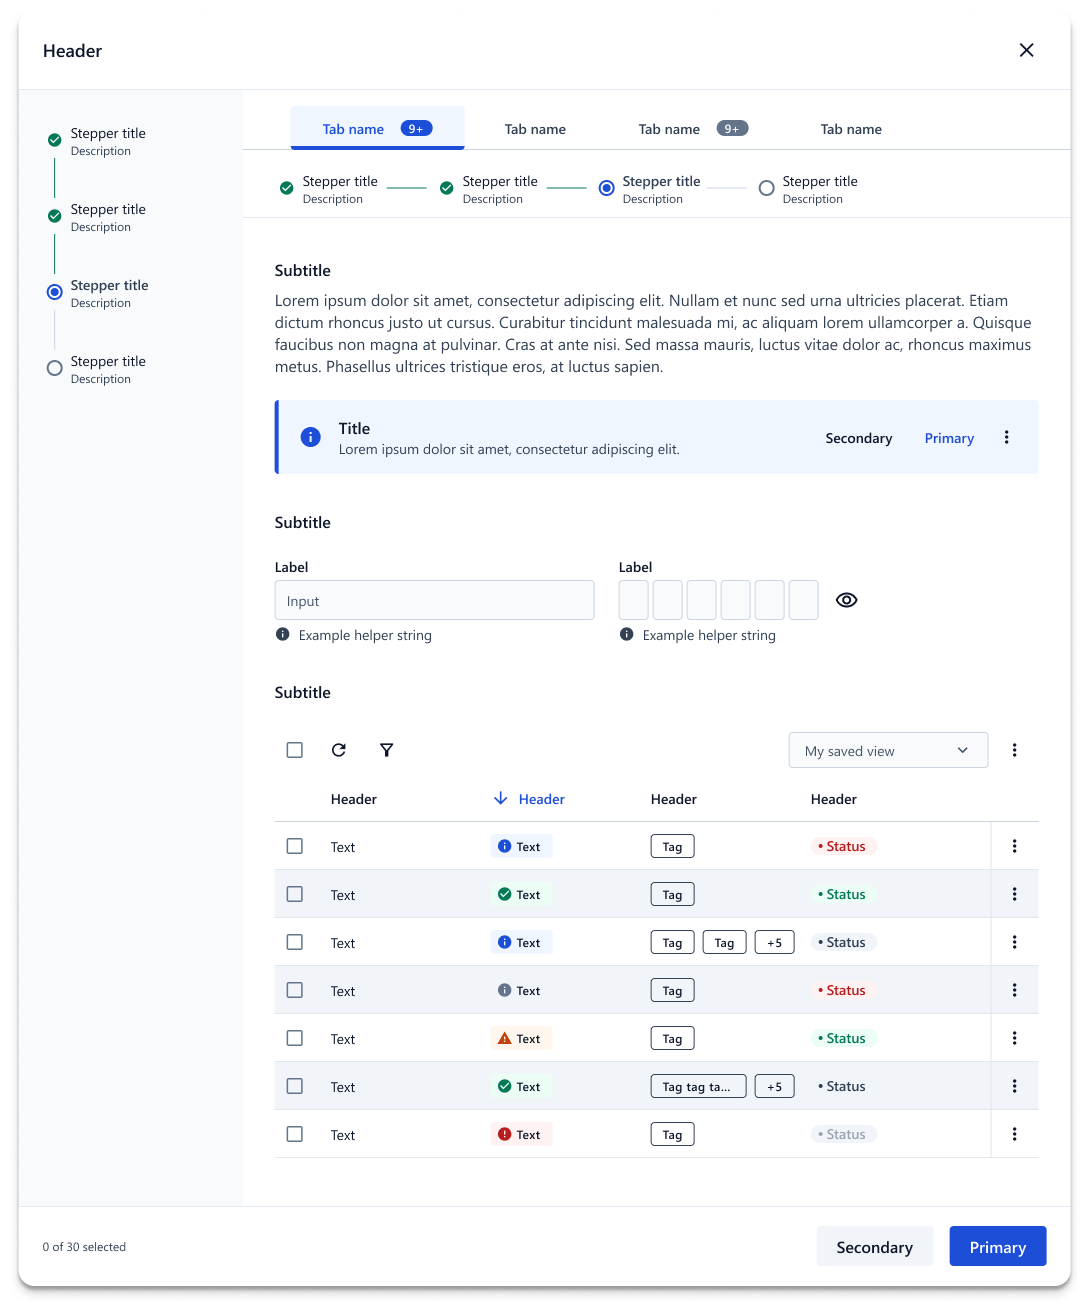 Header
Stepper title
Description
Stepper title
Description
Stepper title
Description
Stepper title
Description
Tab name 9+ Tab name Tab name 9+ Tab name
Stepper title Stepper title Stepper title Stepper title
Description Description Description Description
Subtitle
Lorem ipsum dolor sit amet, consectetur adipiscing elit. Nullam et nunc sed urna ultricies placerat. Etiam
dictum rhoncus justo ut cursus. Curabitur tincidunt malesuada mi, ac aliquam lorem ullamcorper a. Quisque
faucibus non magna at pulvinar. Cras at ante nisi. Sed massa mauris, luctus vitae dolor ac, rhoncus maximus
metus. Phasellus ultrices tristique eros, at luctus sapien.
Title
Lorem ipsum dolor sit amet, consectetur adipiscing elit.
Secondary Primary
Subtitle
Label Label
Input
Example helper string Example helper string
Subtitle
My saved view
Header Header Header Header
Text Text Tag • Status
Text Text Tag • Status
Text Text Tag Tag +5 • Status
Text Text Tag • Status
Text Text Tag • Status
Text Text Tag tag ta... +5 • Status
Text Text Tag • Status
0 of 30 selected Secondary Primary